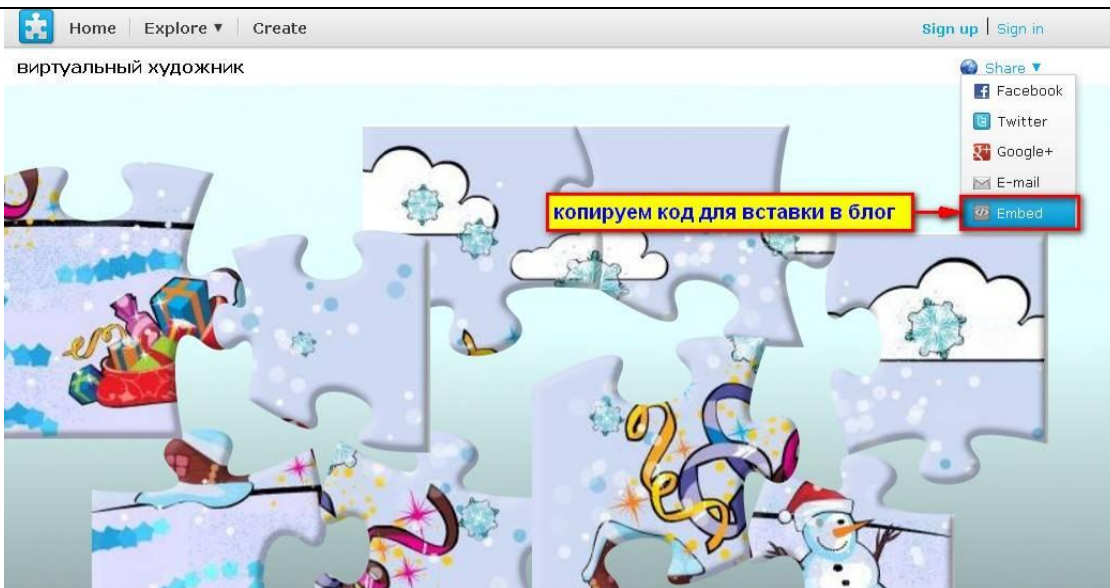 Home Explore ▼ Create Sign up | Sign in
виртуальный художник
Share ▼
Facebook
Twitter
Google+
E-mail
копируем код для вставки в блог
Embed